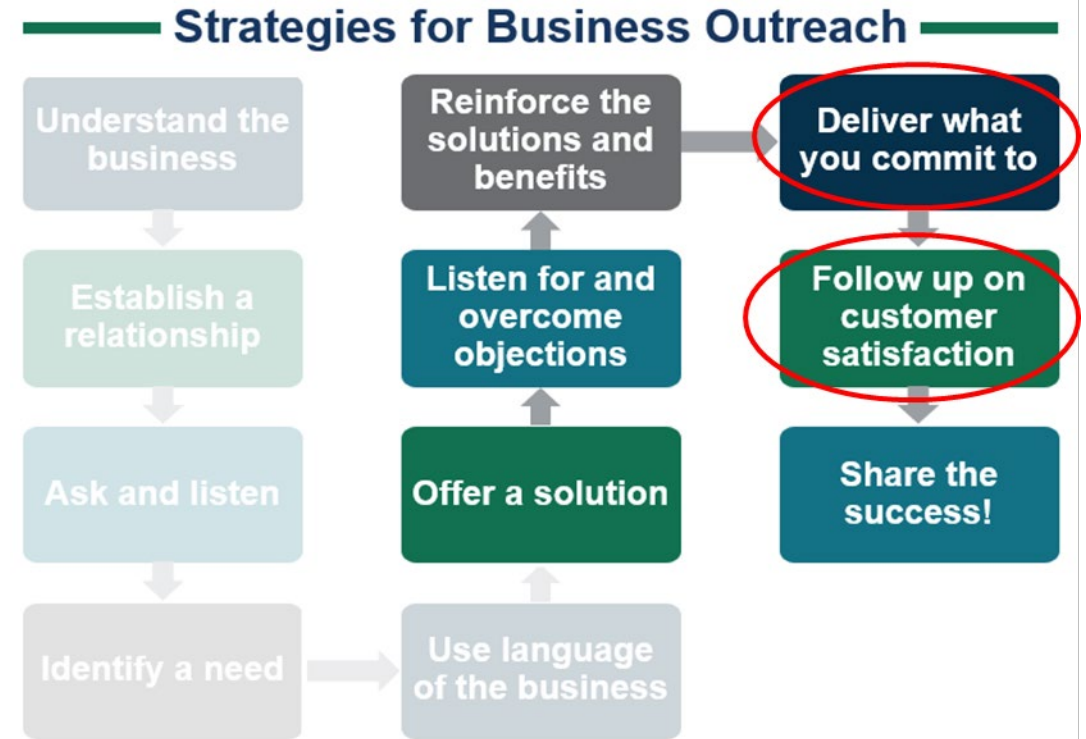 Strategies for Business Outreach
Understand the
business
Establish a
relationship
Ask and listen
Identify a need
Use language
of the business
Offer a solution
Listen for and
overcome
objections
Reinforce the
solutions and
benefits
Deliver what
you commit to
Follow up on
customer
satisfaction
Share the
success!